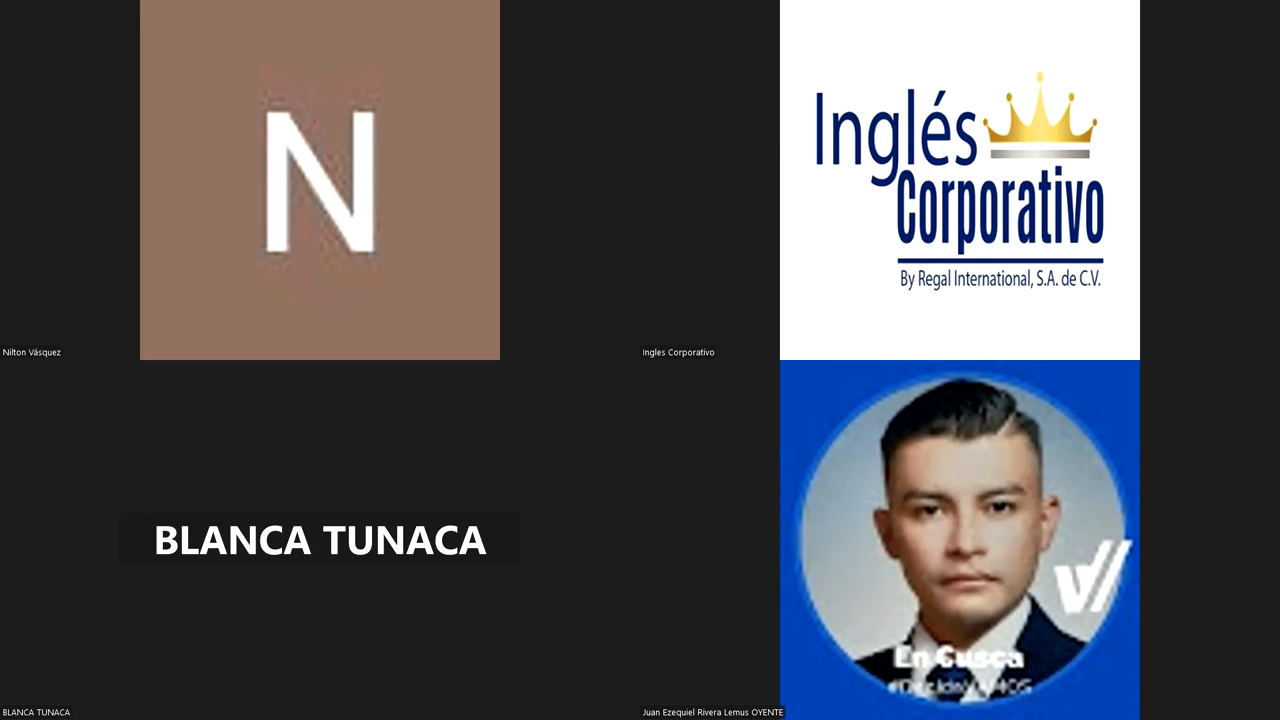 N
Nilton Vásquez
Inglés
Corporativo
By Regal International, S.A. de C.V.
Ingles Corporativo
BLANCA TUNACA
BLANCA TUNACA
V
En Cusca
Juan Ezequiel Rivera Lemus OYENTE